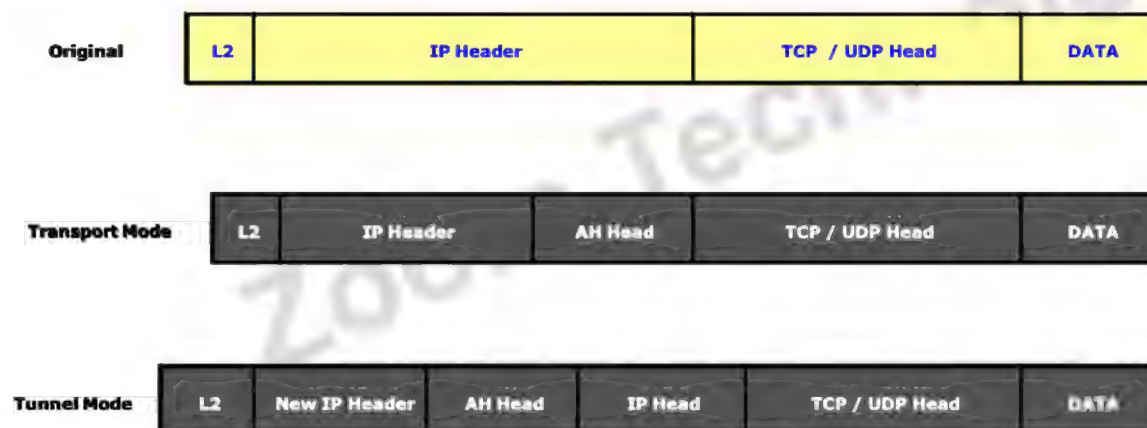 Original L2 IP Header TCP / UDP Head DATA
Transport Mode L2 IP Header AH Head TCP / UDP Head DATA
Tunnel Mode L2 New IP Header AH Head IP Head TCP / UDP Head DATA